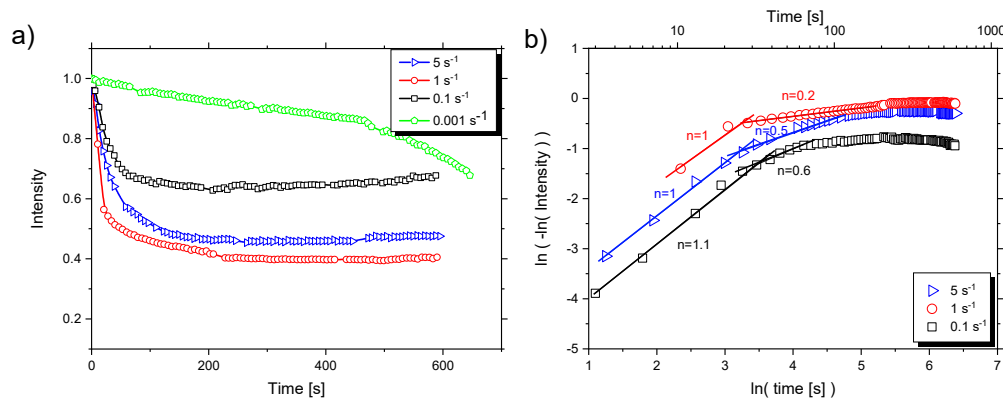 a)
5 s⁻¹
1 s⁻¹
0.1 s⁻¹
0.001 s⁻¹
1.0
0.8
0.6
0.4
0.2
Intensity
0
200
400
600
Time [s]
b)
Time [s]
10
100
1000
1
0
-1
-2
-3
-4
-5
ln ( -ln( Intensity) )
n=0.2
n=1
n=0.5
n=0.6
n=1
n=1.1
5 s⁻¹
1 s⁻¹
0.1 s⁻¹
1
2
3
4
5
6
7
ln( time [s] )